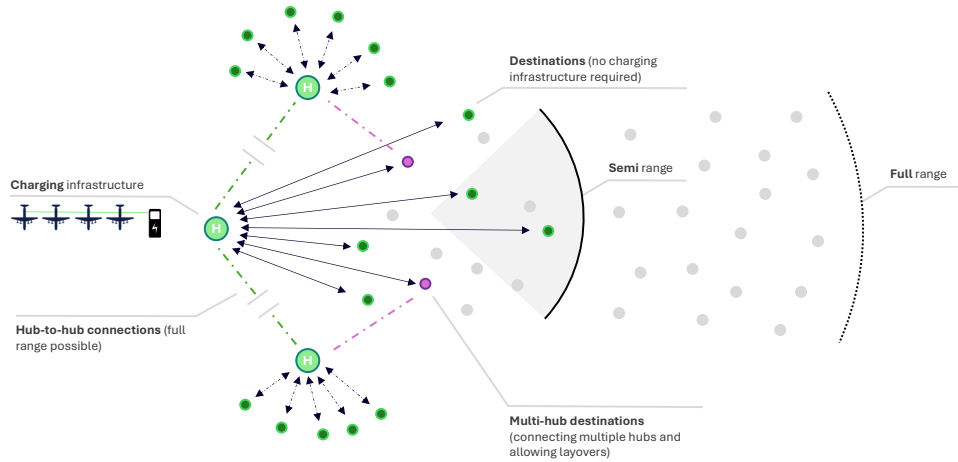 H
Destinations (no charging
infrastructure required)
Semi range
Full range
Charging infrastructure
H
Hub-to-hub connections (full
range possible)
H
Multi-hub destinations
(connecting multiple hubs and
allowing layovers)